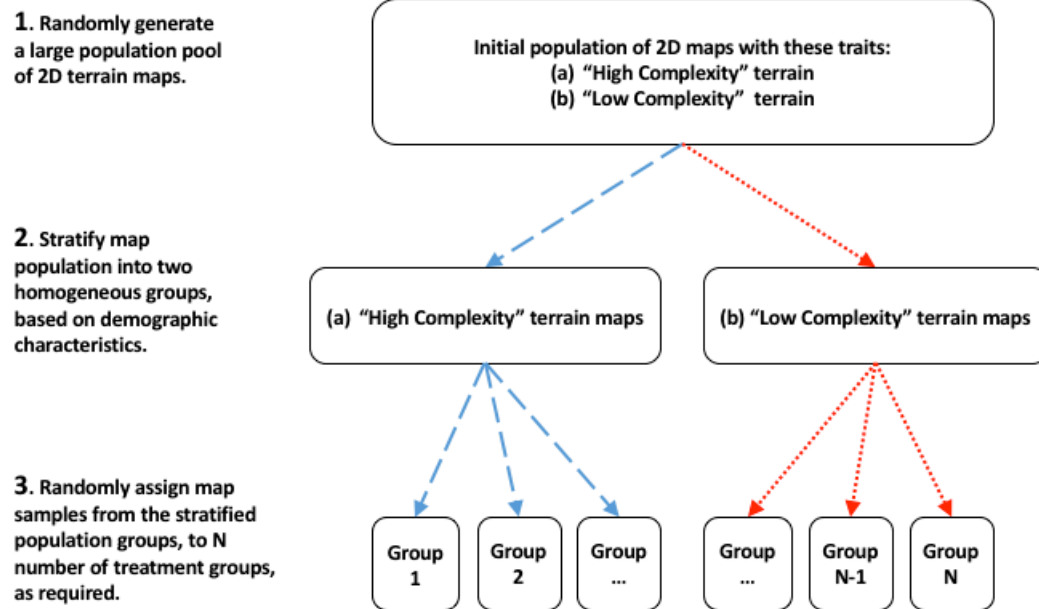 1. Randomly generate
a large population pool
of 2D terrain maps.
Initial population of 2D maps with these traits:
(a) “High Complexity” terrain
(b) “Low Complexity” terrain
2. Stratify map
population into two
homogeneous groups,
based on demographic
characteristics.
(a) “High Complexity” terrain maps
(b) “Low Complexity” terrain maps
3. Randomly assign map
samples from the stratified
population groups, to N
number of treatment groups,
as required.
Group
1
Group
2
Group
...
Group
...
Group
N-1
Group
N